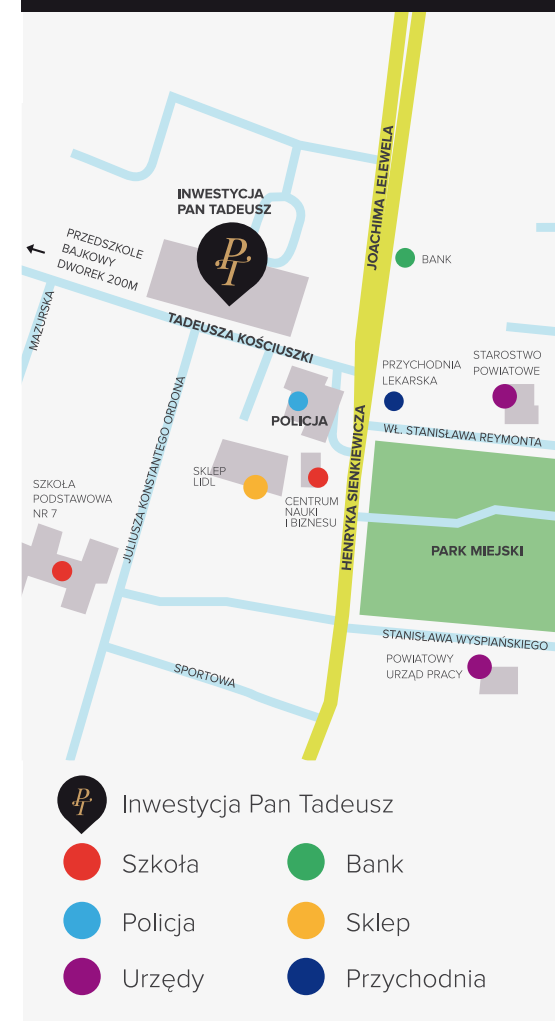 JOACHIMA LELEWELA
INWESTYCJA
PAN TADEUSZ
PT
PRZEDSZKOLE
BAJKOWY
DWOREK 200M
BANK
MAZURSKA
TADEUSZA KOŚCIUSZKI
STAROSTWO
POWIATOWE
PRZYCHODNIA
LEKARSKA
POLICJA
WŁ. STANISŁAWA REYMONTA
JULIUSZA KONSTANTEGO ORDONA
HENRYKA SIENKIEWICZA
SKLEP
LIDL
SZKOŁA
PODSTAWOWA
NR 7
CENTRUM
NAUKI
I BIZNESU
PARK MIEJSKI
STANISŁAWA WYSPIAŃSKIEGO
POWIATOWY
URZĄD PRACY
SPORTOWA
PT
Inwestycja Pan Tadeusz
Szkoła
Bank
Policja
Sklep
Urzędy
Przychodnia